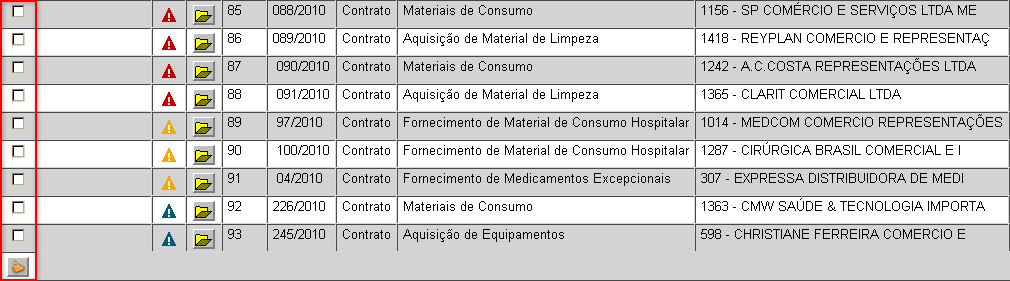 85 088/2010 Contrato Materiais de Consumo 1156 - SP COMÉRCIO E SERVIÇOS LTDA ME
86 089/2010 Contrato Aquisição de Material de Limpeza 1418 - REYPLAN COMERCIO E REPRESENTAÇ
87 090/2010 Contrato Materiais de Consumo 1242 - A.C.COSTA REPRESENTAÇÕES LTDA
88 091/2010 Contrato Aquisição de Material de Limpeza 1365 - CLARIT COMERCIAL LTDA
89 97/2010 Contrato Fornecimento de Material de Consumo Hospitalar 1014 - MEDCOM COMERCIO REPRESENTAÇÕES
90 100/2010 Contrato Fornecimento de Material de Consumo Hospitalar 1287 - CIRÚRGICA BRASIL COMERCIAL E I
91 04/2010 Contrato Fornecimento de Medicamentos Excepcionais 307 - EXPRESSA DISTRIBUIDORA DE MEDI
92 226/2010 Contrato Materiais de Consumo 1363 - CMW SAÚDE & TECNOLOGIA IMPORTA
93 245/2010 Contrato Aquisição de Equipamentos 598 - CHRISTIANE FERREIRA COMERCIO E